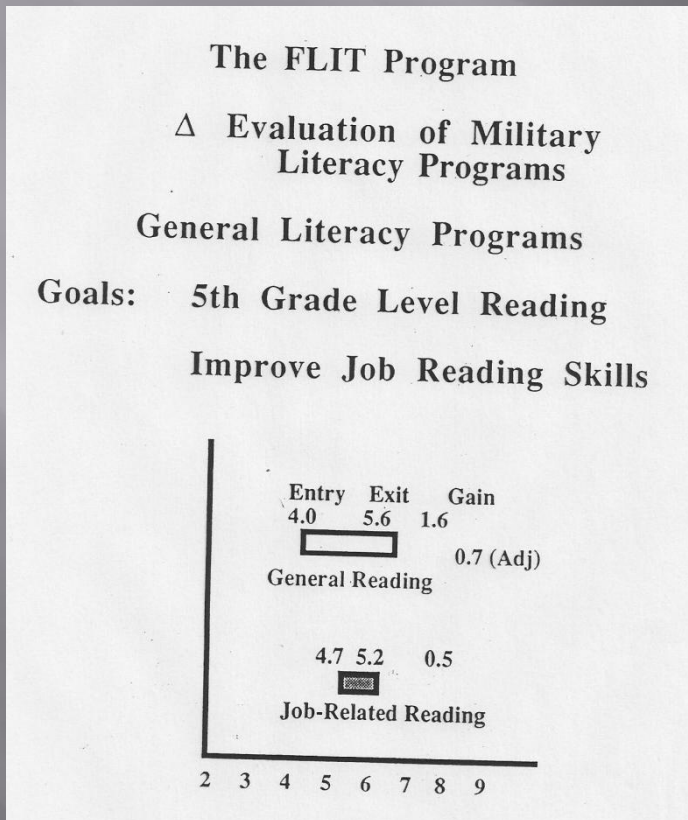 The FLIT Program
Δ Evaluation of Military
Literacy Programs
General Literacy Programs
Goals: 5th Grade Level Reading
Improve Job Reading Skills
Entry Exit Gain
4.0 5.6 1.6
0.7 (Adj)
General Reading
4.7 5.2 0.5
Job-Related Reading
2 3 4 5 6 7 8 9